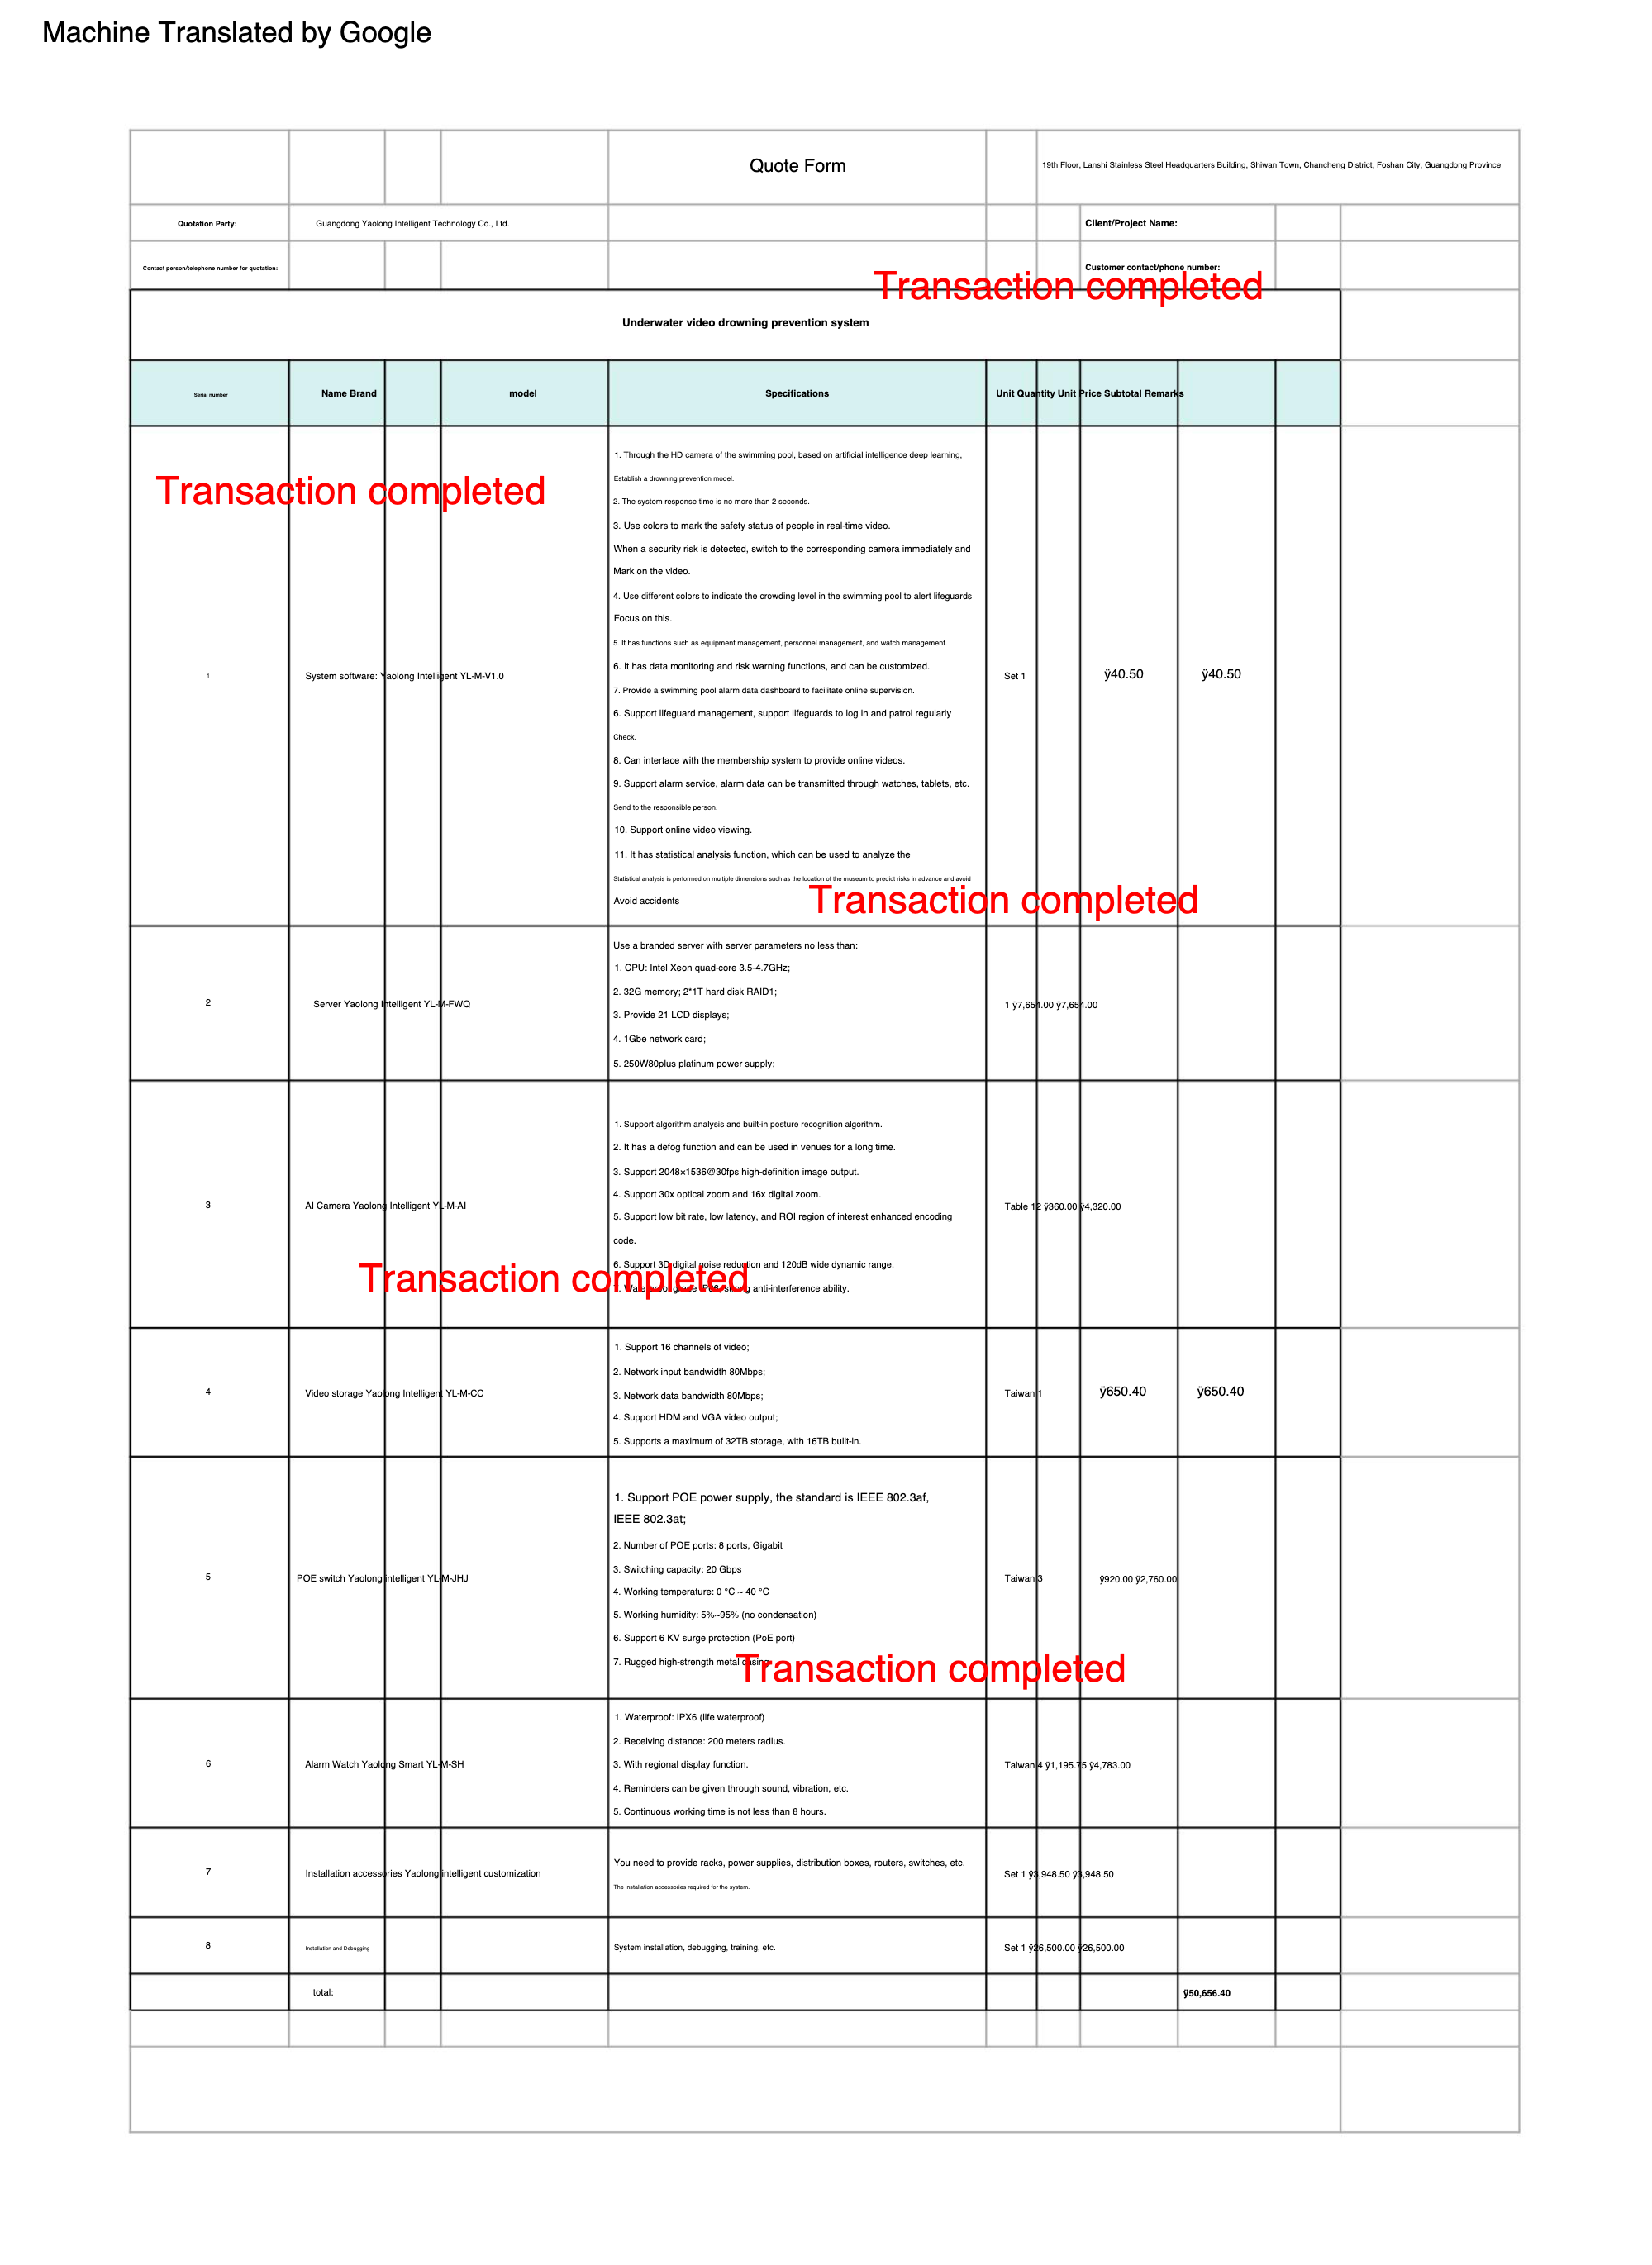 Machine Translated by Google
Quote Form
19th Floor, Lanshi Stainless Steel Headquarters Building, Shiwan Town, Chancheng District, Foshan City, Guangdong Province
Quotation Party:
Guangdong Yaolong Intelligent Technology Co., Ltd.
Client/Project Name:
Contact person/telephone number for quotation:
Customer contact/phone number:
Transaction completed
Underwater video drowning prevention system
Serial number
Name Brand
model
Specifications
Unit Quantity Unit Price Subtotal Remarks
Transaction completed
1
System software: Yaolong Intelligent YL-M-V1.0
1. Through the HD camera of the swimming pool, based on artificial intelligence deep learning,
Establish a drowning prevention model.
2. The system response time is no more than 2 seconds.
3. Use colors to mark the safety status of people in real-time video.
When a security risk is detected, switch to the corresponding camera immediately and
Mark on the video.
4. Use different colors to indicate the crowding level in the swimming pool to alert lifeguards
Focus on this.
5. It has functions such as equipment management, personnel management, and watch management.
6. It has data monitoring and risk warning functions, and can be customized.
7. Provide a swimming pool alarm data dashboard to facilitate online supervision.
6. Support lifeguard management, support lifeguards to log in and patrol regularly
Check.
8. Can interface with the membership system to provide online videos.
9. Support alarm service, alarm data can be transmitted through watches, tablets, etc.
Send to the responsible person.
10. Support online video viewing.
11. It has statistical analysis function, which can be used to analyze the
Statistical analysis is performed on multiple dimensions such as the location of the museum to predict risks in advance and avoid
Avoid accidents
Set 1
ÿ40.50
ÿ40.50
Transaction completed
2
Server Yaolong Intelligent YL-M-FWQ
Use a branded server with server parameters no less than:
1. CPU: Intel Xeon quad-core 3.5-4.7GHz;
2. 32G memory; 2*1T hard disk RAID1;
3. Provide 21 LCD displays;
4. 1Gbe network card;
5. 250W80plus platinum power supply;
1 ÿ7,654.00 ÿ7,654.00
3
AI Camera Yaolong Intelligent YL-M-AI
1. Support algorithm analysis and built-in posture recognition algorithm.
2. It has a defog function and can be used in venues for a long time.
3. Support 2048×1536@30fps high-definition image output.
4. Support 30x optical zoom and 16x digital zoom.
5. Support low bit rate, low latency, and ROI region of interest enhanced encoding
code.
6. Support 3D digital noise reduction and 120dB wide dynamic range.
anti-interference ability.
Table 12 ÿ360.00 ÿ4,320.00
Transaction completed
4
Video storage Yaolong Intelligent YL-M-CC
1. Support 16 channels of video;
2. Network input bandwidth 80Mbps;
3. Network data bandwidth 80Mbps;
4. Support HDM and VGA video output;
5. Supports a maximum of 32TB storage, with 16TB built-in.
Taiwan 1
ÿ650.40
ÿ650.40
5
POE switch Yaolong intelligent YL-M-JHJ
1. Support POE power supply, the standard is IEEE 802.3af,
IEEE 802.3at;
2. Number of POE ports: 8 ports, Gigabit
3. Switching capacity: 20 Gbps
4. Working temperature: 0 °C ~ 40 °C
5. Working humidity: 5%~95% (no condensation)
6. Support 6 KV surge protection (PoE port)
7. Rugged high-strength metal casing
Taiwan 3
ÿ920.00 ÿ2,760.00
Transaction completed
6
Alarm Watch Yaolong Smart YL-M-SH
1. Waterproof: IPX6 (life waterproof)
2. Receiving distance: 200 meters radius.
3. With regional display function.
4. Reminders can be given through sound, vibration, etc.
5. Continuous working time is not less than 8 hours.
Taiwan 4 ÿ1,195.75 ÿ4,783.00
7
Installation accessories Yaolong intelligent customization
You need to provide racks, power supplies, distribution boxes, routers, switches, etc.
The installation accessories required for the system.
Set 1 ÿ3,948.50 ÿ3,948.50
8
Installation and Debugging
System installation, debugging, training, etc.
Set 1 ÿ26,500.00 ÿ26,500.00
total:
ÿ50,656.40